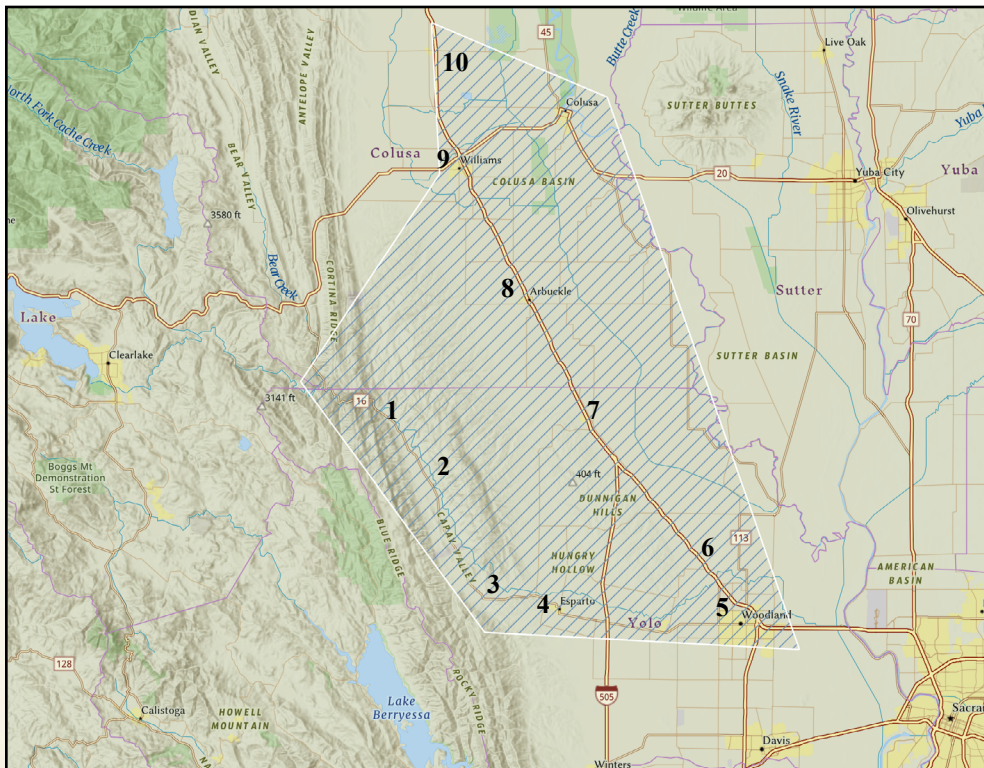 DIAN VALLEY
ANTELOPE VALLEY
45
Butte Creek
Live Oak
10
North Fork Cache Creek
Colusa
SUTTER BUTTES
Snake River
Yuba
BEAR VALLEY
Colusa
9
Williams
COLUSA BASIN
20
Yuba City
Yuba
3580 ft
Olivehurst
Bear Creek
CORTINA RIDGE
8
Arbuckle
Sutter
Lake
70
Clearlake
SUTTER BASIN
3141 ft
16
1
7
2
Boggs Mt
Demonstration
St Forest
404 ft
DUNNIGAN
HILLS
CAPAY VALLEY
BLUE RIDGE
113
6
HUNGRY
HOLLOW
AMERICAN
BASIN
3
4
Esparto
5
Woodland
Yolo
128
ROCKY RIDGE
505
Lake
Berryessa
Calistoga
HOWELL
MOUNTAIN
Sacra
Davis
Winters